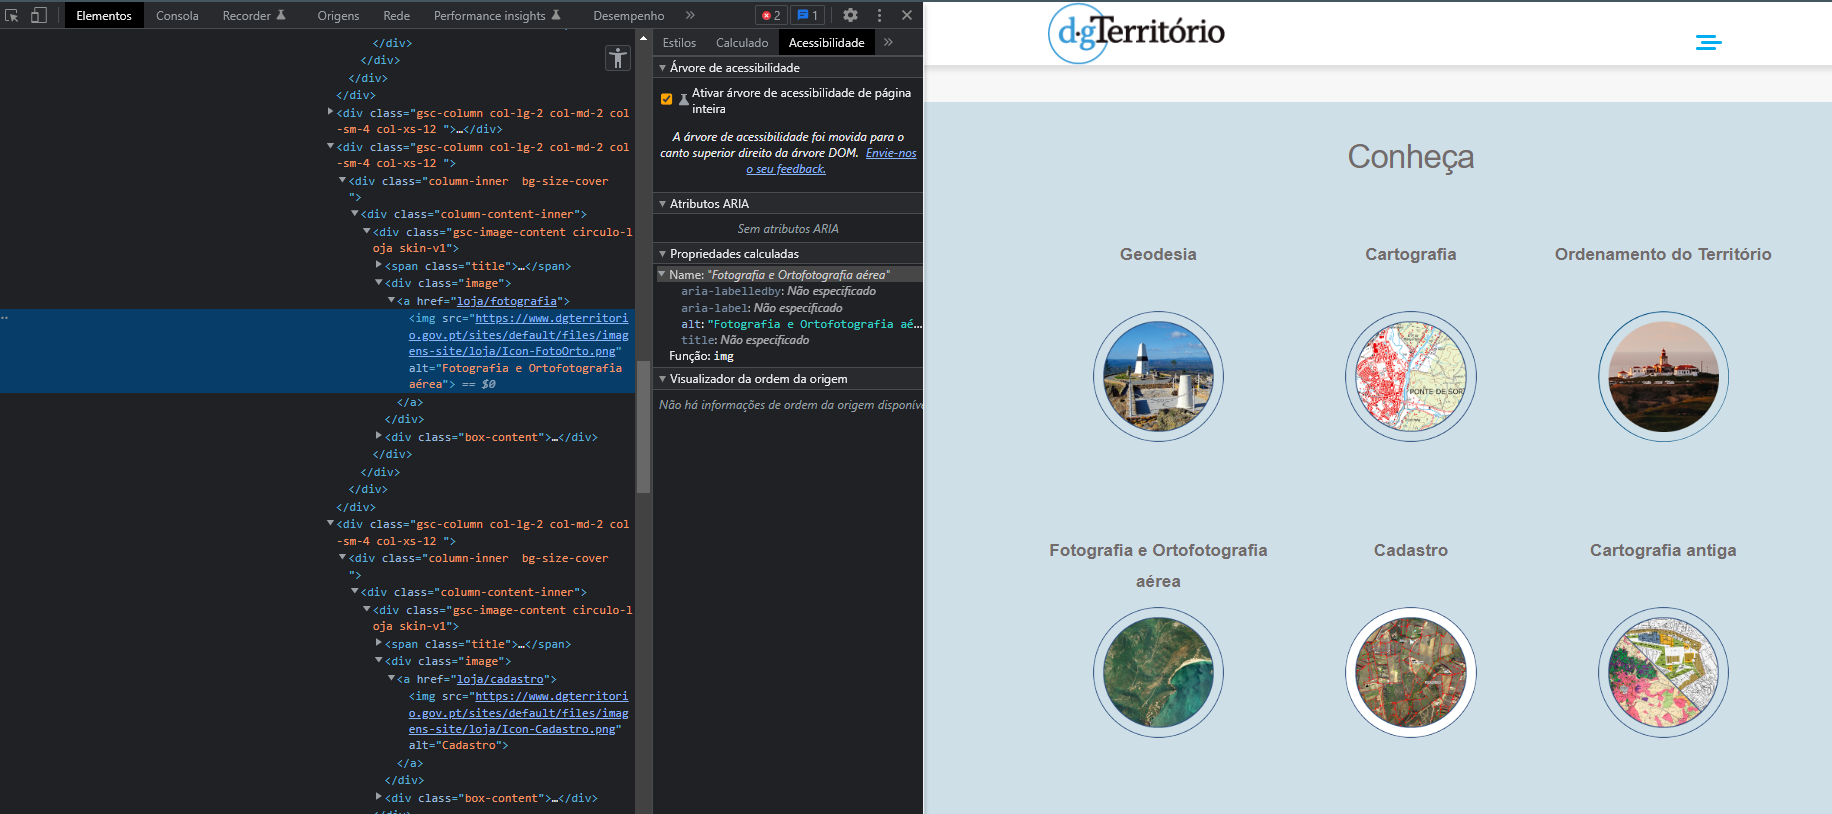 Elementos
Consola
Recorder
Origens
Rede
Performance insights
Desempenho
»
2
1
</div>
</div>
</div>
</div>
<div class="gsc-column col-lg-2 col-md-2 col
-sm-4 col-xs-12 ">…</div>
<div class="gsc-column col-lg-2 col-md-2 col
-sm-4 col-xs-12 ">
<div class="column-inner  bg-size-cover
">
<div class="column-content-inner">
<div class="gsc-image-content circulo-l
oja skin-v1">
<span class="title">…</span>
<div class="image">
<a href="loja/fotografia">
<img src="https://www.dgterritori
o.gov.pt/sites/default/files/imag
ens-site/loja/Icon-FotoOrto.png"
alt="Fotografia e Ortofotografia
aérea"> == $0
</a>
</div>
<div class="box-content">…</div>
</div>
</div>
</div>
</div>
<div class="gsc-column col-lg-2 col-md-2 col
-sm-4 col-xs-12 ">
<div class="column-inner  bg-size-cover
">
<div class="column-content-inner">
<div class="gsc-image-content circulo-l
oja skin-v1">
<span class="title">…</span>
<div class="image">
<a href="loja/cadastro">
<img src="https://www.dgterritori
o.gov.pt/sites/default/files/imag
ens-site/loja/Icon-Cadastro.png"
alt="Cadastro">
</a>
</div>
<div class="box-content">…</div>
Estilos
Calculado
Acessibilidade
»
Árvore de acessibilidade
Ativar árvore de acessibilidade de página
inteira
A árvore de acessibilidade foi movida para o
canto superior direito da árvore DOM. Envie-nos
o seu feedback.
Atributos ARIA
Sem atributos ARIA
Propriedades calculadas
Name: "Fotografia e Ortofotografia aérea"
aria-labelledby: Não especificado
aria-label: Não especificado
alt: "Fotografia e Ortofotografia aé…
title: Não especificado
Função: img
Visualizador da ordem da origem
Não há informações de ordem da origem disponíve
d·gTerritório
Conheça
Geodesia
Cartografia
Ordenamento do Território
PONTE DE SOR
Fotografia e Ortofotografia
aérea
Cadastro
Cartografia antiga